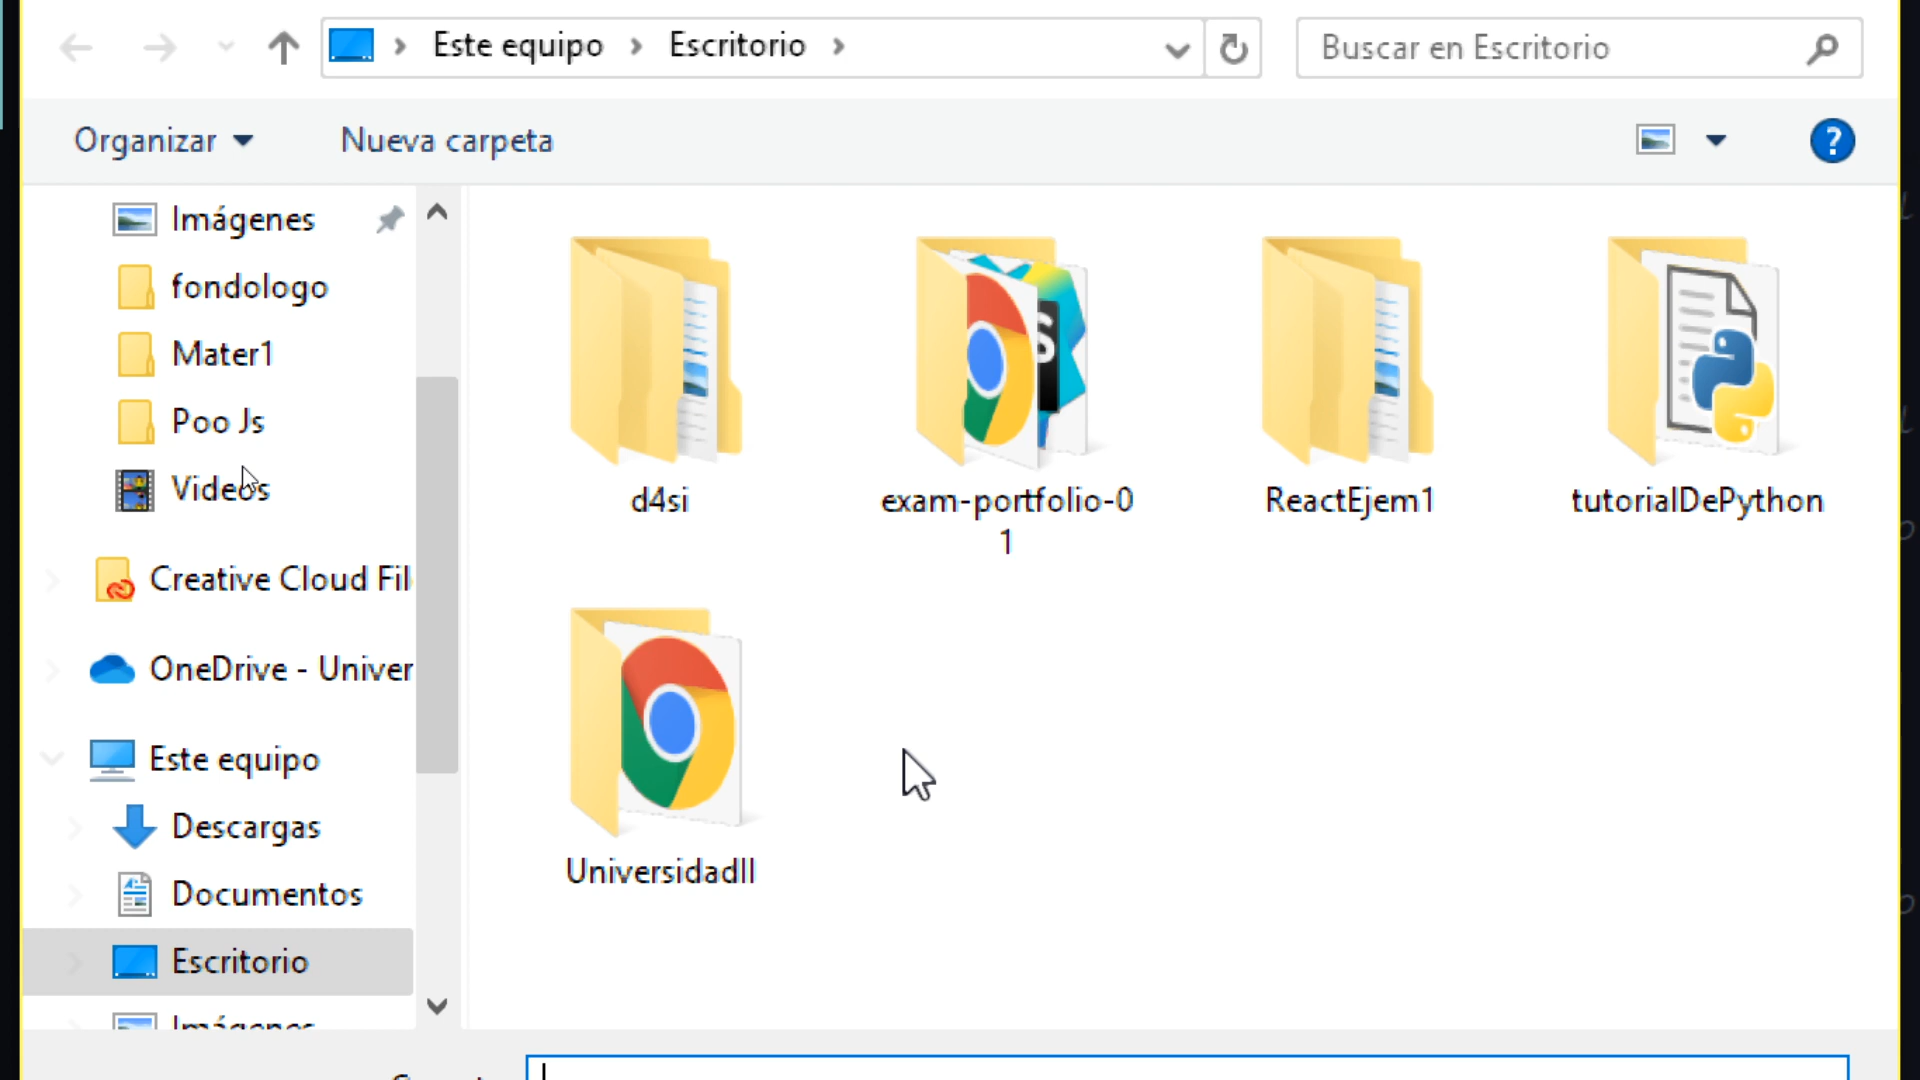 Este equipo
Escritorio
Buscar en Escritorio
Organizar
Nueva carpeta
?
Imágenes
fondologo
Mater1
Poo Js
Videos
Creative Cloud Fil
OneDrive - Univer
Este equipo
Descargas
Documentos
Escritorio
Imágenes
d4si
exam-portfolio-0
1
ReactEjem1
tutorialDePython
UniversidadII